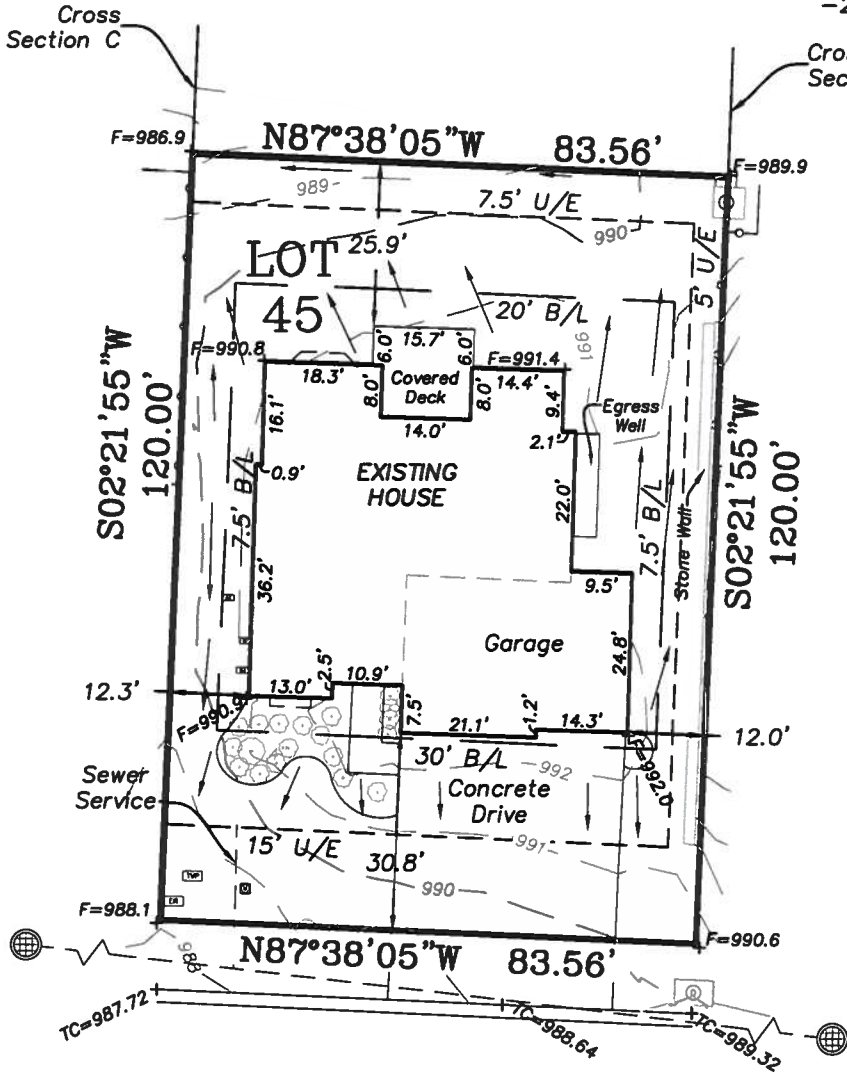 -2
Cross
Section C
Cro
Sec
F=986.9
N87°38'05"W 83.56'
F=989.9
989
7.5' U/E
990
5' U/E
25.9'
LOT
45
20' B/L
991
F=990.8
15.7'
6.0'
6.0'
F=991.4
18.3'
8.0'
Covered
Deck
8.0'
14.4'
9.4'
16.1'
14.0'
Egress
Well
2.1'
S02°21'55"W
120.00'
0.9'
EXISTING
HOUSE
7.5' B/L
22.0'
7.5' B/L
Stone Wall
S02°21'55"W
120.00'
36.2'
9.5'
Garage
24.8'
12.3'
13.0'
2.5'
10.9'
F=990.9
7.5'
21.1'
1.2'
14.3'
12.0'
30' B/L
992
F=992.0
Sewer
Service
Concrete
Drive
15' U/E
991
30.8'
990
TVP
F=988.1
988
N87°38'05"W 83.56'
F=990.6
TC=987.72
TC=988.64
TC=989.32